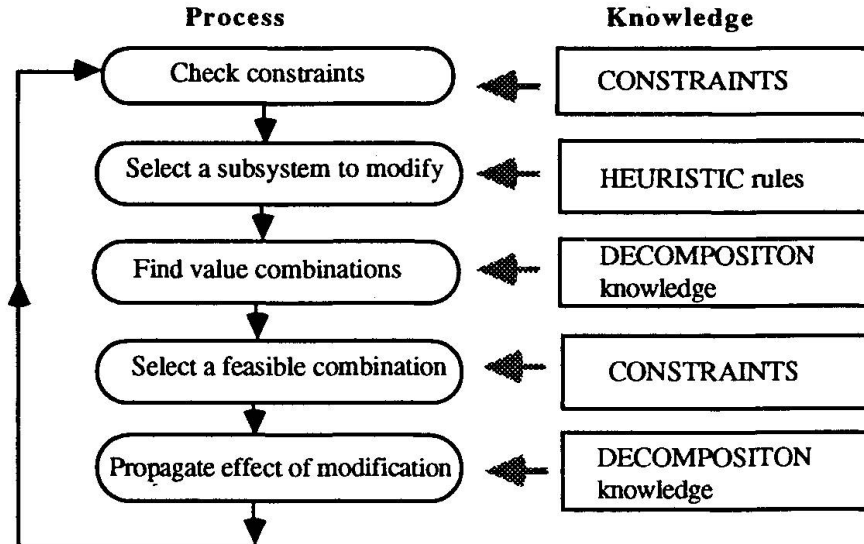 Process
Knowledge
Check constraints
CONSTRAINTS
Select a subsystem to modify
HEURISTIC rules
Find value combinations
DECOMPOSITON
knowledge
Select a feasible combination
CONSTRAINTS
Propagate effect of modification
DECOMPOSITON
knowledge